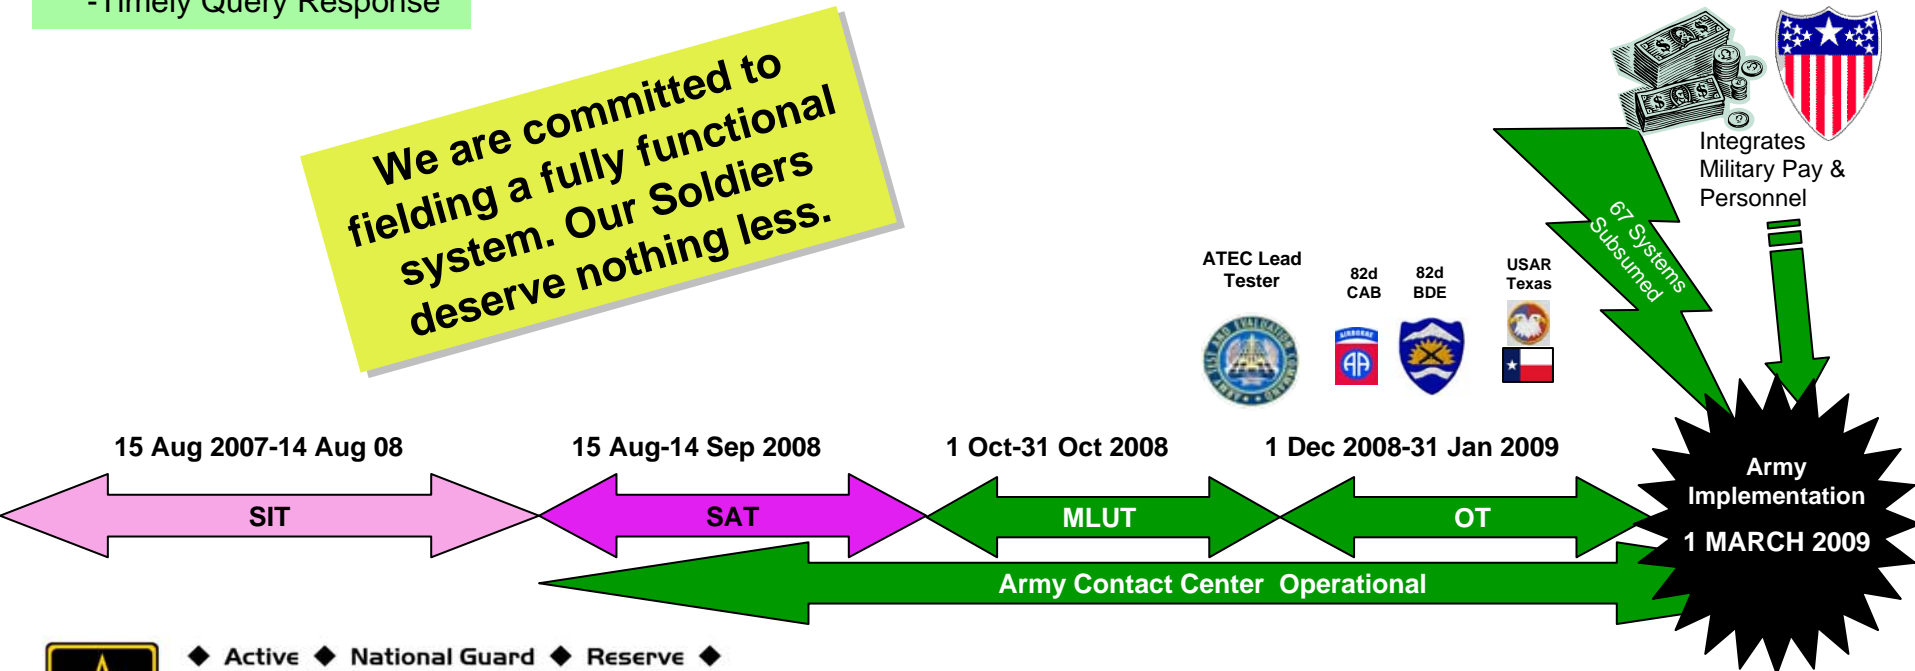 -Timely Query Response
We are committed to
fielding a fully functional
system. Our Soldiers
deserve nothing less.
Integrates
Military Pay &
Personnel
67 Systems
Subsumed
ATEC Lead
Tester
82d
CAB
82d
BDE
USAR
Texas
AIRBORNE
AA
15 Aug 2007-14 Aug 08
15 Aug-14 Sep 2008
1 Oct-31 Oct 2008
1 Dec 2008-31 Jan 2009
SIT
SAT
MLUT
OT
Army
Implementation
1 MARCH 2009
Army Contact Center Operational
◆ Active ◆ National Guard ◆ Reserve ◆